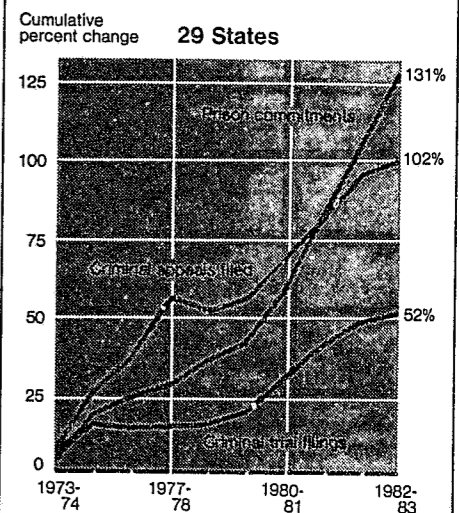 Cumulative
percent change
29 States
125
131%
Prison commitments
100
102%
75
Criminal appeals filed
50
52%
25
Criminal trial filings
0
1973-
74
1977-
78
1980-
81
1982-
83